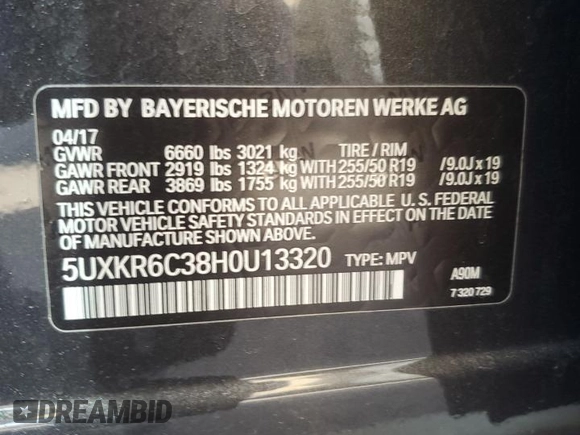 MFD BY BAYERISCHE MOTOREN WERKE AG
04/17
GVWR 6660 lbs 3021 kg TIRE / RIM
GAWR FRONT 2919 lbs 1324 kg WITH 255/50 R19 /9.0J x 19
GAWR REAR 3869 lbs 1755 kg WITH 255/50 R19 /9.0J x 19
THIS VEHICLE CONFORMS TO ALL APPLICABLE U. S. FEDERAL
MOTOR VEHICLE SAFETY STANDARDS IN EFFECT ON THE DATE
OF MANUFACTURE SHOWN ABOVE.
5UXKR6C38H0U13320 TYPE: MPV
A90M
7 320 729
DREAMBID